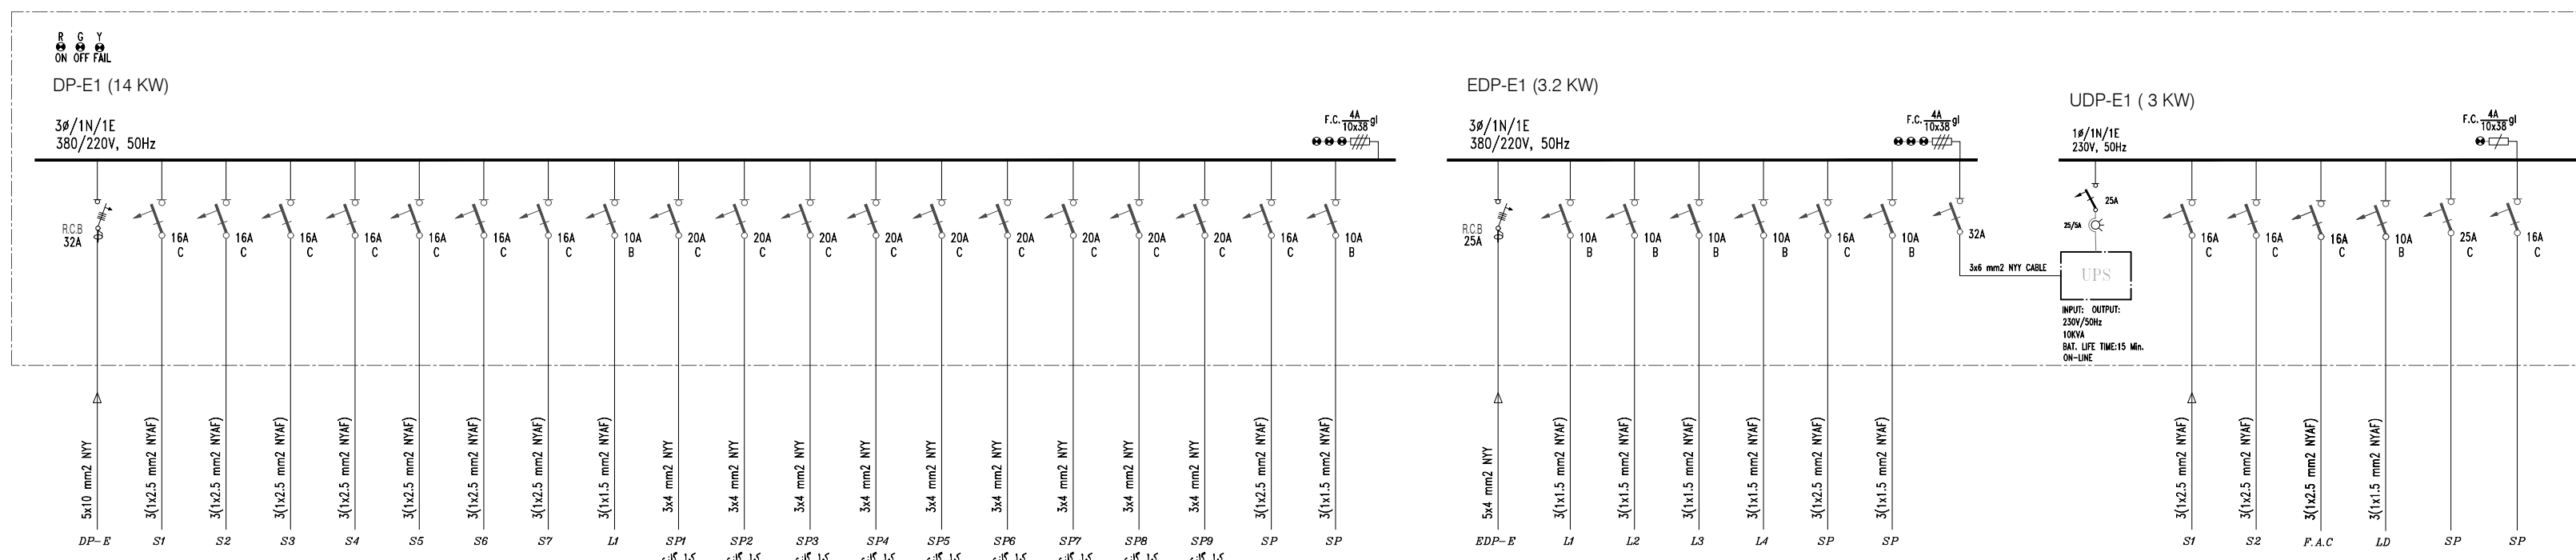 R G Y
ON OFF FAIL
DP-E1 (14 KW)
3ø/1N/1E
380/220V, 50Hz
F.C. 4A/10x38 gl
R.C.B
32A
16A
C
16A
C
16A
C
16A
C
16A
C
16A
C
16A
C
10A
B
20A
C
20A
C
20A
C
20A
C
20A
C
20A
C
20A
C
20A
C
20A
C
16A
C
10A
B
5x10 mm2 NYY
3(1x2.5 mm2 NYAF)
3(1x2.5 mm2 NYAF)
3(1x2.5 mm2 NYAF)
3(1x2.5 mm2 NYAF)
3(1x2.5 mm2 NYAF)
3(1x2.5 mm2 NYAF)
3(1x2.5 mm2 NYAF)
3(1x1.5 mm2 NYAF)
3x4 mm2 NYY
3x4 mm2 NYY
3x4 mm2 NYY
3x4 mm2 NYY
3x4 mm2 NYY
3x4 mm2 NYY
3x4 mm2 NYY
3x4 mm2 NYY
3x4 mm2 NYY
3(1x2.5 mm2 NYAF)
3(1x1.5 mm2 NYAF)
DP-E S1 S2 S3 S4 S5 S6 S7 L1 SP1 SP2 SP3 SP4 SP5 SP6 SP7 SP8 SP9 SP SP
EDP-E1 (3.2 KW)
3ø/1N/1E
380/220V, 50Hz
F.C. 4A/10x38 gl
R.C.B
25A
10A
B
10A
B
10A
B
10A
B
16A
C
10A
B
32A
3x6 mm2 NYY CABLE
5x4 mm2 NYY
3(1x1.5 mm2 NYAF)
3(1x1.5 mm2 NYAF)
3(1x1.5 mm2 NYAF)
3(1x1.5 mm2 NYAF)
3(1x2.5 mm2 NYAF)
3(1x1.5 mm2 NYAF)
EDP-E L1 L2 L3 L4 SP SP
UDP-E1 ( 3 KW)
1ø/1N/1E
230V, 50Hz
F.C. 4A/10x38 gl
25A
25/5A
UPS
INPUT: OUTPUT:
230V/50Hz
10KVA
BAT. LIFE TIME:15 Min.
ON-LINE
16A
C
16A
C
16A
C
10A
B
25A
C
16A
C
3(1x2.5 mm2 NYAF)
3(1x2.5 mm2 NYAF)
3(1x2.5 mm2 NYAF)
3(1x1.5 mm2 NYAF)
S1 S2 F.A.C LD SP SP